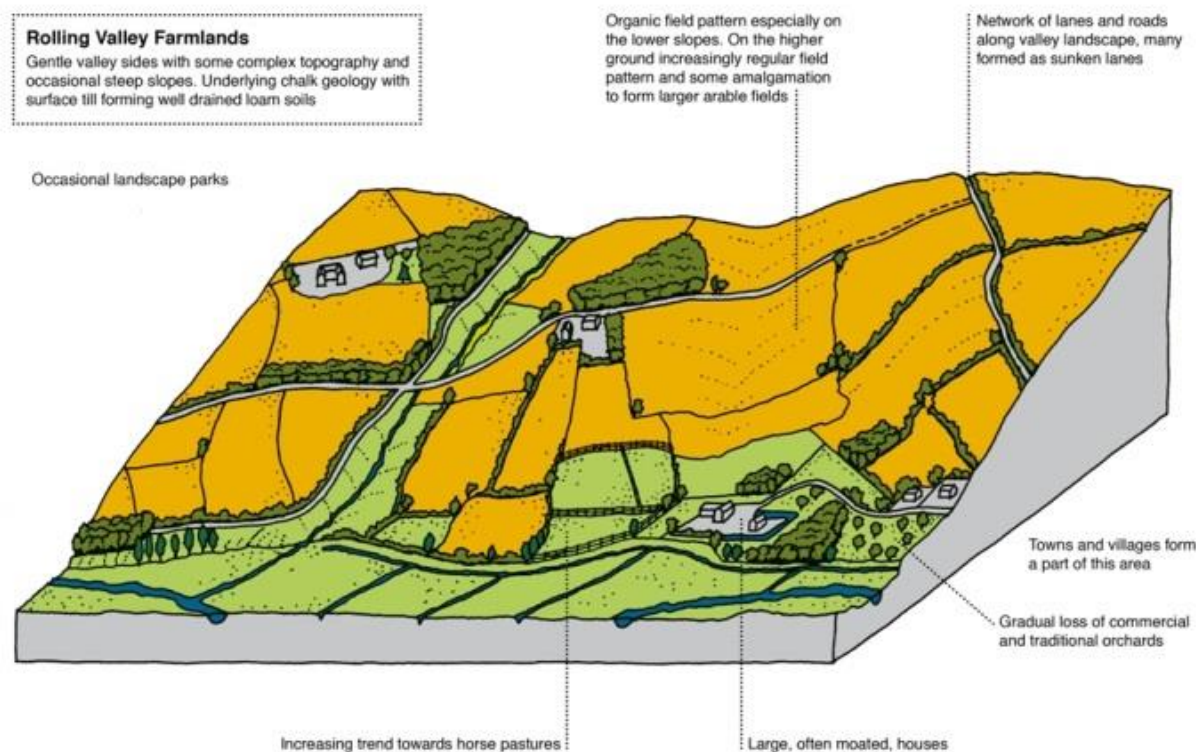 Rolling Valley Farmlands
Gentle valley sides with some complex topography and
occasional steep slopes. Underlying chalk geology with
surface till forming well drained loam soils
Organic field pattern especially on
the lower slopes. On the higher
ground increasingly regular field
pattern and some amalgamation
to form larger arable fields
Network of lanes and roads
along valley landscape, many
formed as sunken lanes
Occasional landscape parks
Towns and villages form
a part of this area
Gradual loss of commercial
and traditional orchards
Increasing trend towards horse pastures
Large, often moated, houses